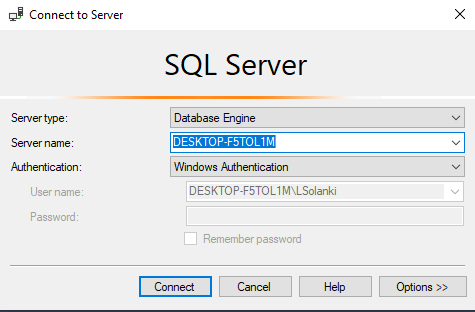 Connect to Server
SQL Server
Server type: Database Engine
Server name: DESKTOP-F5TOL1M
Authentication: Windows Authentication
User name: DESKTOP-F5TOL1M\LSolanki
Password:
Remember password
Connect Cancel Help Options >>